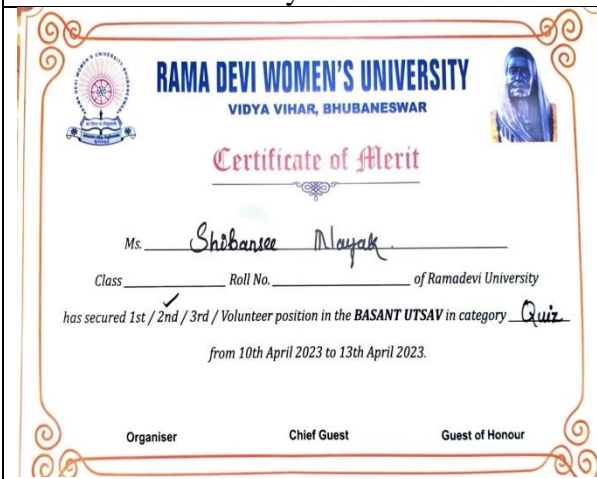 RAMA DEVI WOMEN'S UNIVERSITY
VIDYA VIHAR, BHUBANESWAR
Certificate of Merit
Ms. Shibansee Nayak
Class Roll No. of Ramadevi University
has secured 1st / 2nd / 3rd / Volunteer position in the BASANT UTSAV in category Quiz
from 10th April 2023 to 13th April 2023.
Organiser Chief Guest Guest of Honour